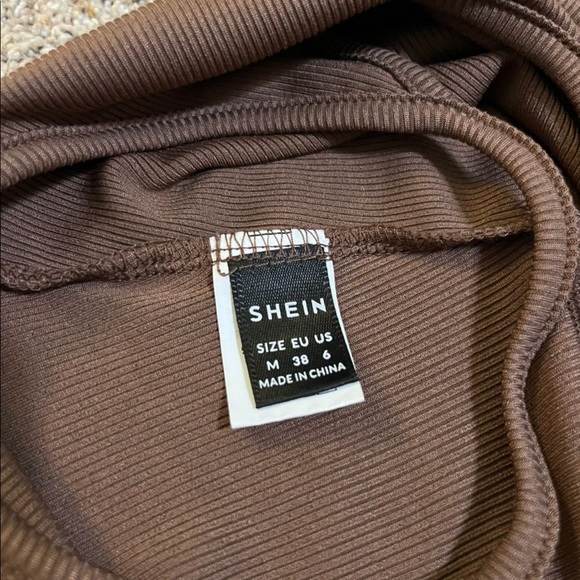 SHEIN
SIZE EU US
M 38 6
MADE IN CHINA